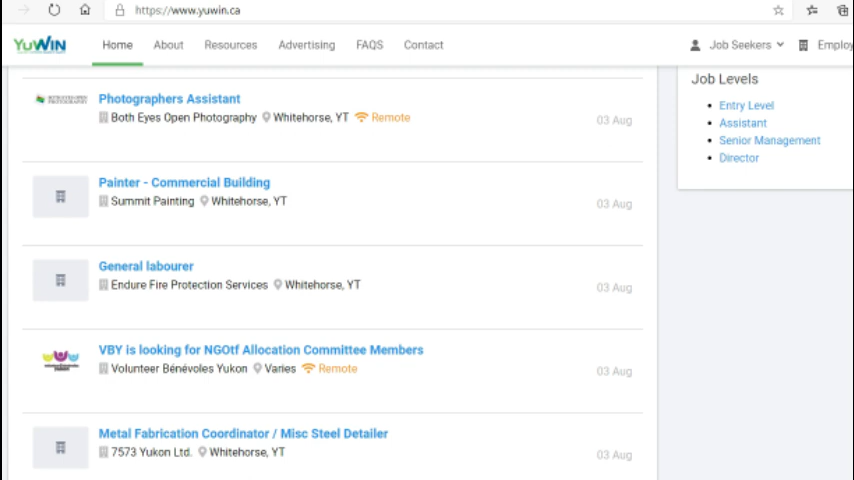 https://www.yuwin.ca
YuWIN
Home About Resources Advertising FAQS Contact Job Seekers
Photographers Assistant
Both Eyes Open Photography Whitehorse, YT Remote
03 Aug
Painter - Commercial Building
Summit Painting Whitehorse, YT
03 Aug
General labourer
Endure Fire Protection Services Whitehorse, YT
03 Aug
VBY is looking for NGOtf Allocation Committee Members
Volunteer Bénévoles Yukon Varies Remote
03 Aug
Metal Fabrication Coordinator / Misc Steel Detailer
7573 Yukon Ltd. Whitehorse, YT
03 Aug
Job Levels
Entry Level
Assistant
Senior Management
Director